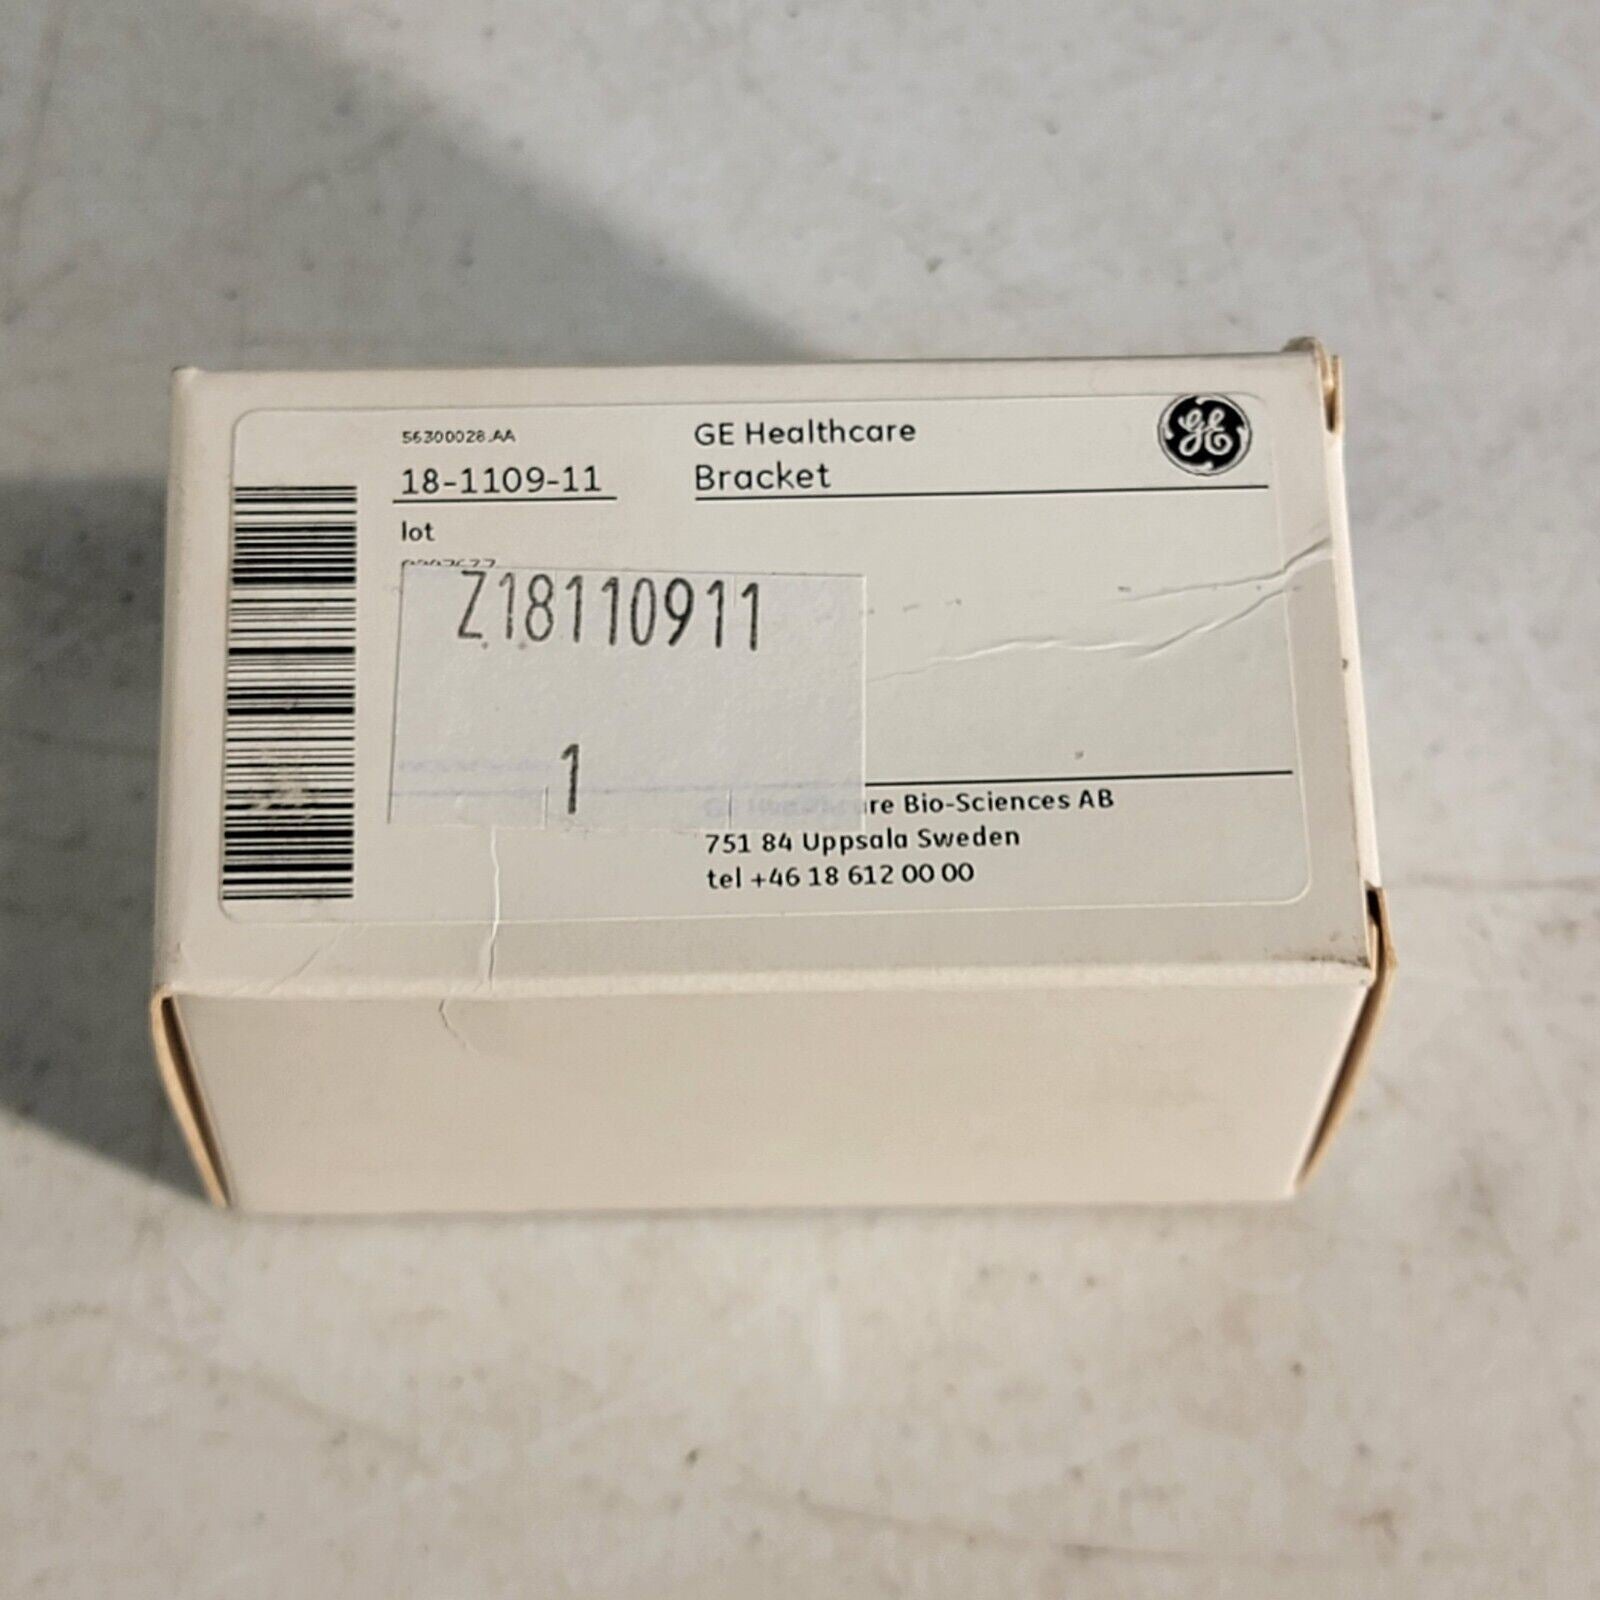 56300028.AA
GE Healthcare
GE
18-1109-11
Bracket
lot
Z18110911
1
Bio-Sciences AB
751 84 Uppsala Sweden
tel +46 18 612 00 00